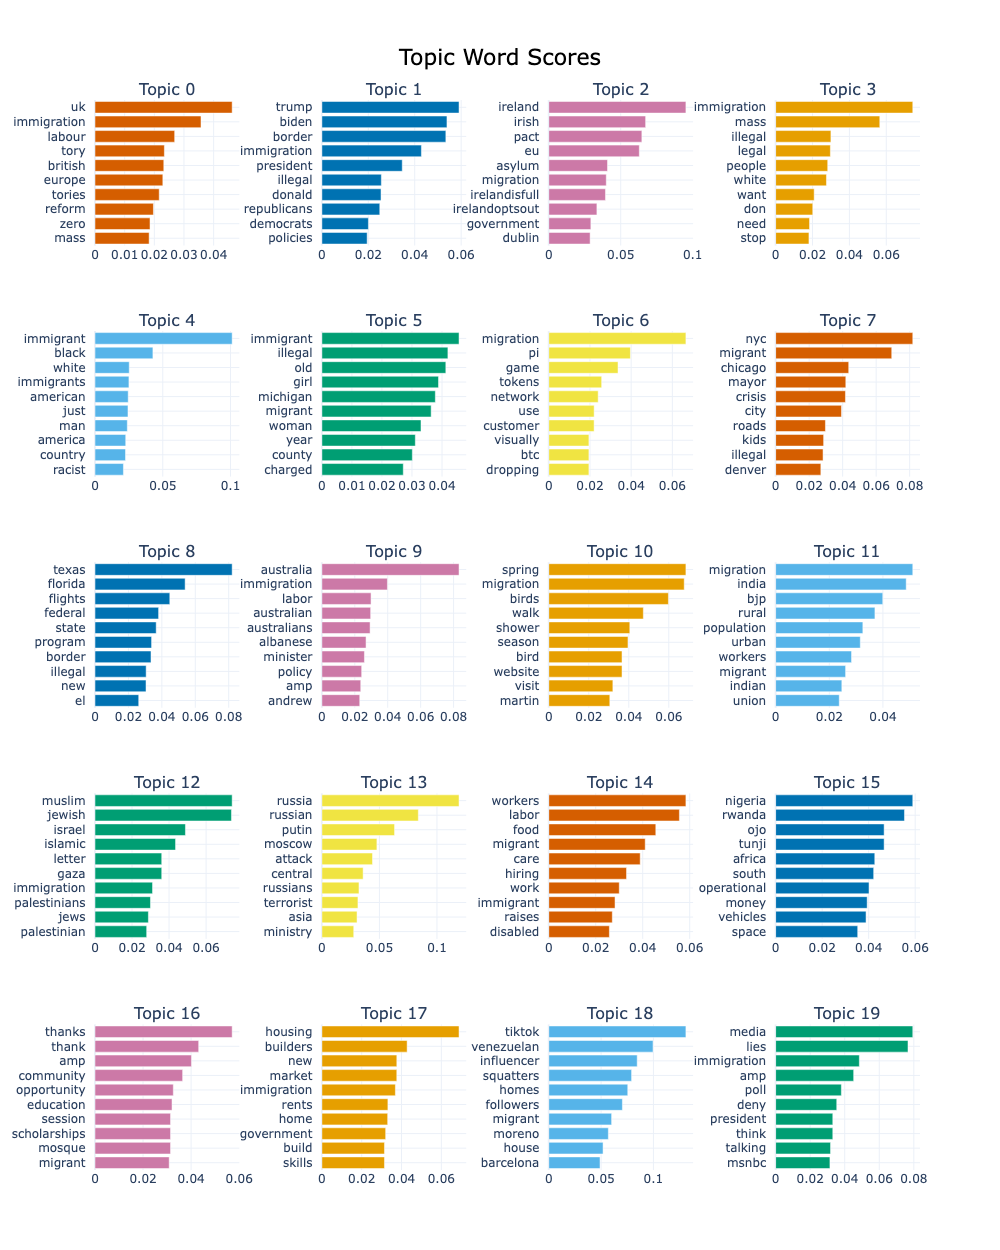 Topic Word Scores
Topic 0
uk
immigration
labour
tory
british
europe
tories
reform
zero
mass
0 0.01 0.02 0.03 0.04
Topic 1
trump
biden
border
immigration
president
illegal
donald
republicans
democrats
policies
0 0.02 0.04 0.06
Topic 2
ireland
irish
pact
eu
asylum
migration
irelandisfull
irelandoptsout
government
dublin
0 0.05 0.1
Topic 3
immigration
mass
illegal
legal
people
white
want
don
need
stop
0 0.02 0.04 0.06
Topic 4
immigrant
black
white
immigrants
american
just
man
america
country
racist
0 0.05 0.1
Topic 5
immigrant
illegal
old
girl
michigan
migrant
woman
year
county
charged
0 0.01 0.02 0.03 0.04
Topic 6
migration
pi
game
tokens
network
use
customer
visually
btc
dropping
0 0.02 0.04 0.06
Topic 7
nyc
migrant
chicago
mayor
crisis
city
roads
kids
illegal
denver
0 0.02 0.04 0.06 0.08
Topic 8
texas
florida
flights
federal
state
program
border
illegal
new
el
0 0.02 0.04 0.06 0.08
Topic 9
australia
immigration
labor
australian
australians
albanese
minister
policy
amp
andrew
0 0.02 0.04 0.06 0.08
Topic 10
spring
migration
birds
walk
shower
season
bird
website
visit
martin
0 0.02 0.04 0.06
Topic 11
migration
india
bjp
rural
population
urban
workers
migrant
indian
union
0 0.02 0.04
Topic 12
muslim
jewish
israel
islamic
letter
gaza
immigration
palestinians
jews
palestinian
0 0.02 0.04 0.06
Topic 13
russia
russian
putin
moscow
attack
central
russians
terrorist
asia
ministry
0 0.05 0.1
Topic 14
workers
labor
food
migrant
care
hiring
work
immigrant
raises
disabled
0 0.02 0.04 0.06
Topic 15
nigeria
rwanda
ojo
tunji
africa
south
operational
money
vehicles
space
0 0.02 0.04 0.06
Topic 16
thanks
thank
amp
community
opportunity
education
session
scholarships
mosque
migrant
0 0.02 0.04 0.06
Topic 17
housing
builders
new
market
immigration
rents
home
government
build
skills
0 0.02 0.04 0.06
Topic 18
tiktok
venezuelan
influencer
squatters
homes
followers
migrant
moreno
house
barcelona
0 0.05 0.1
Topic 19
media
lies
immigration
amp
poll
deny
president
think
talking
msnbc
0 0.02 0.04 0.06 0.08